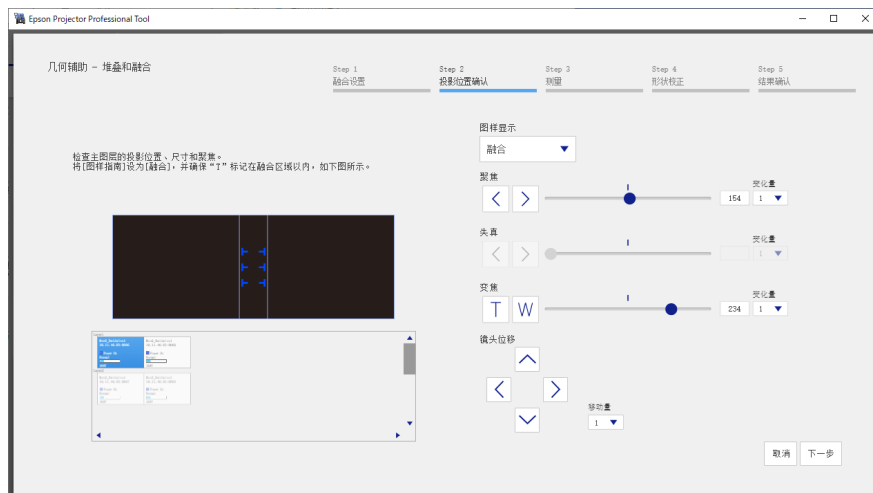 Epson Projector Professional Tool
几何辅助 - 堆叠和融合
Step 1
融合设置
Step 2
投影位置确认
Step 3
测量
Step 4
形状校正
Step 5
结果确认
检查主图层的投影位置、尺寸和聚焦。
将[图样指南]设为[融合]，并确保“T”标记在融合区域以内，如下图所示。
图样显示
融合
聚焦
154
变化量
1
失真
变化量
1
变焦
T W
234
变化量
1
镜头位移
移动量
1
取消 下一步